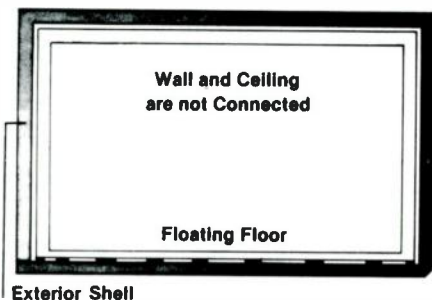 Wall and Ceiling
are not Connected
Floating Floor
Exterior Shell